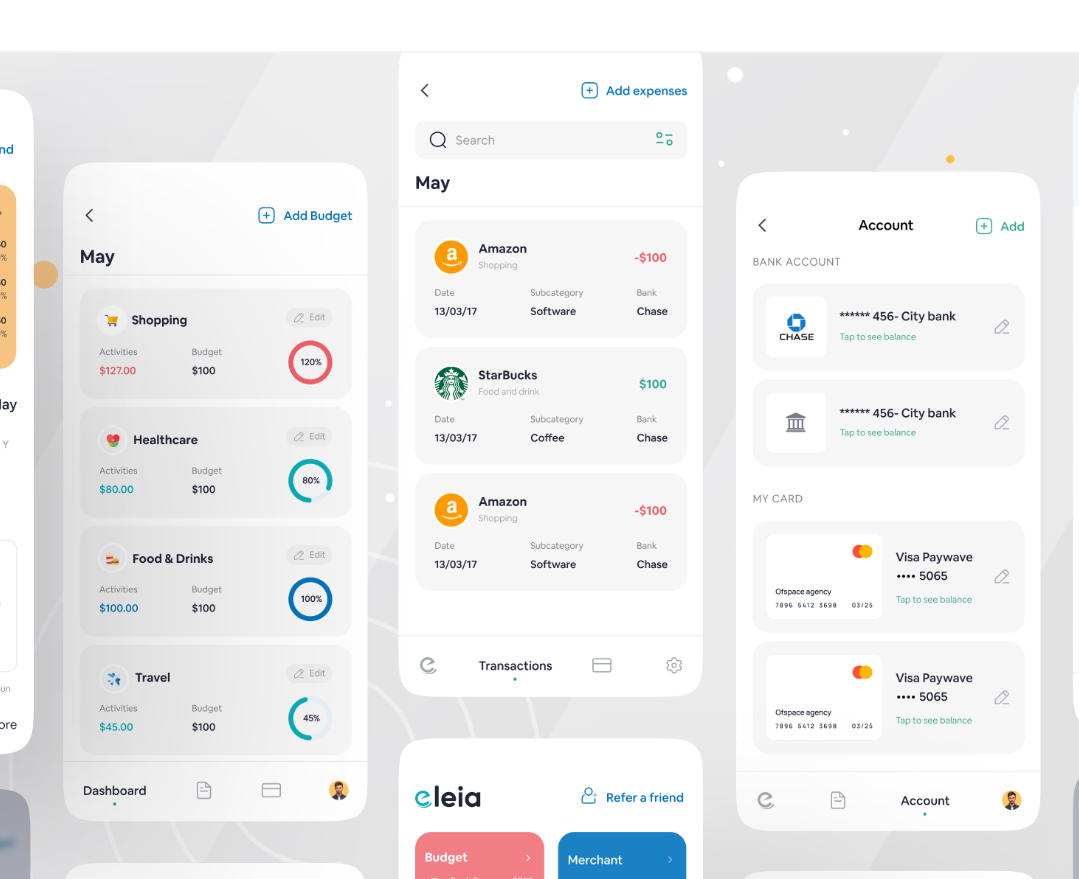 nd
0
%
0
%
0
%
lay
Y
un
ore
Add Budget
May
Shopping
Edit
Activities
Budget
$127.00
$100
120%
Healthcare
Edit
Activities
Budget
$80.00
$100
80%
Food & Drinks
Edit
Activities
Budget
$100.00
$100
100%
Travel
Edit
Activities
Budget
$45.00
$100
45%
Dashboard
Add expenses
Search
May
a
Amazon
Shopping
-$100
Date
Subcategory
Bank
13/03/17
Software
Chase
StarBucks
Food and drink
$100
Date
Subcategory
Bank
13/03/17
Coffee
Chase
a
Amazon
Shopping
-$100
Date
Subcategory
Bank
13/03/17
Software
Chase
e
Transactions
eleia
Refer a friend
Budget
Merchant
Account
Add
BANK ACCOUNT
CHASE
****** 456- City bank
Tap to see balance
****** 456- City bank
Tap to see balance
MY CARD
Ofspace agency
7896 5412 3698 03/25
Visa Paywave
•••• 5065
Tap to see balance
Ofspace agency
7896 5412 3698 03/25
Visa Paywave
•••• 5065
Tap to see balance
e
Account